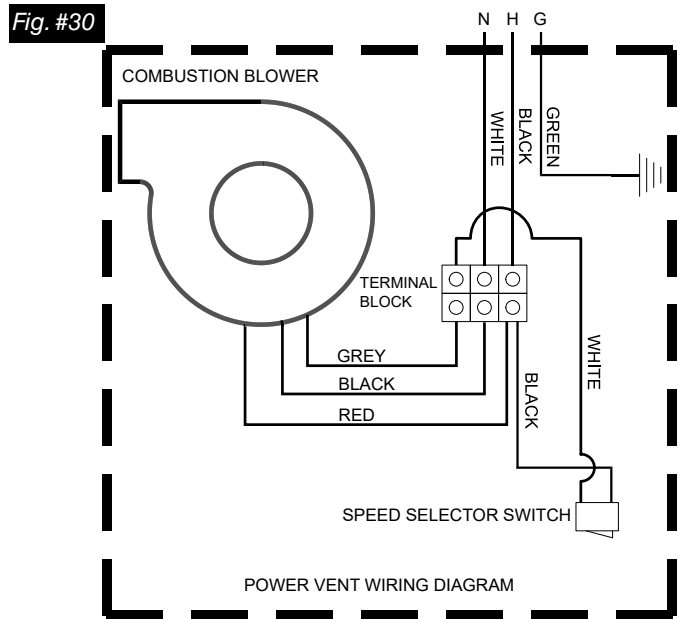 Fig. #30
N H G
COMBUSTION BLOWER
WHITE
BLACK
GREEN
TERMINAL
BLOCK
GREY
BLACK
RED
BLACK
WHITE
SPEED SELECTOR SWITCH
POWER VENT WIRING DIAGRAM